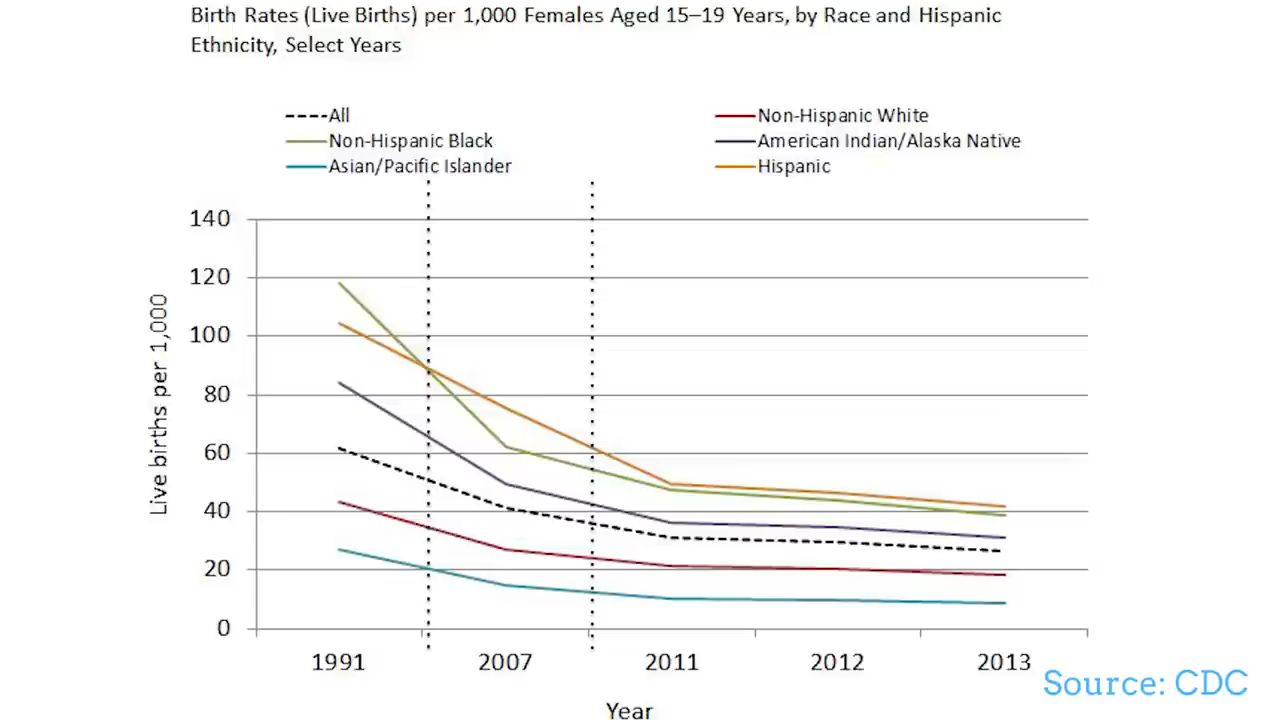 Birth Rates (Live Births) per 1,000 Females Aged 15–19 Years, by Race and Hispanic
Ethnicity, Select Years
All
Non-Hispanic White
Non-Hispanic Black
American Indian/Alaska Native
Asian/Pacific Islander
Hispanic
Live births per 1,000
140
120
100
80
60
40
20
0
1991
2007
2011
2012
2013
Year
Source: CDC